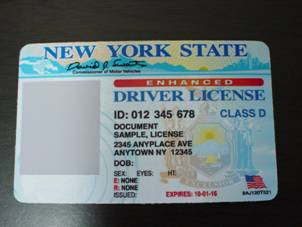 NEW YORK STATE
Commissioner of Motor Vehicles
ENHANCED
DRIVER LICENSE
ID: 012 345 678 CLASS D
DOCUMENT
SAMPLE, LICENSE
2345 ANYPLACE AVE
ANYTOWN NY 12345
DOB:
SEX: EYES: HT:
E: NONE
R: NONE
ISSUED: EXPIRES: 10-01-16